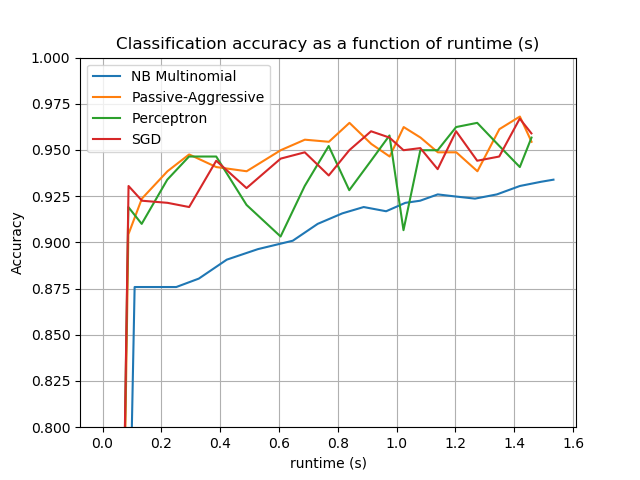 Classification accuracy as a function of runtime (s)
NB Multinomial
Passive-Aggressive
Perceptron
SGD
1.000
0.975
0.950
0.925
0.900
0.875
0.850
0.825
0.800
Accuracy
0.0 0.2 0.4 0.6 0.8 1.0 1.2 1.4 1.6
runtime (s)